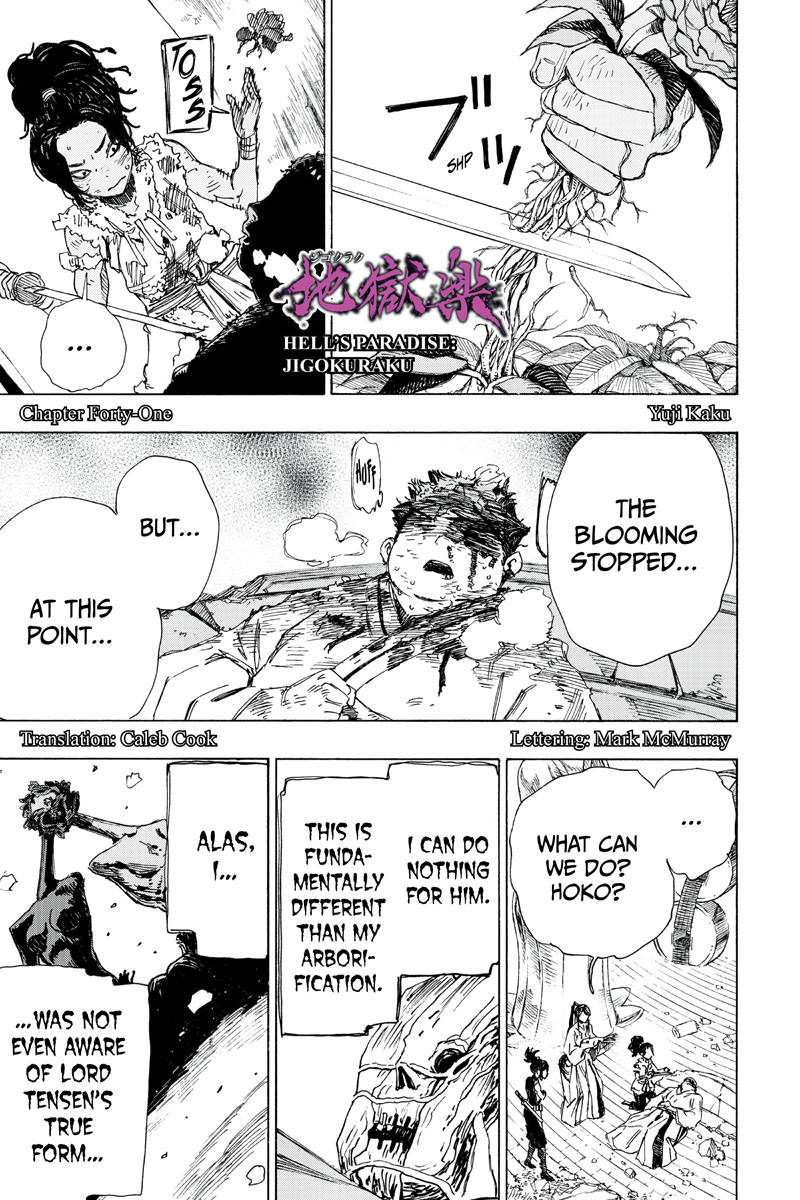 ブッ
SHP
TOSS
...
ジゴクラク
地獄楽
HELL'S PARADISE:
JIGOKURAKU
Chapter Forty-One
Yuji Kaku
THE
BLOOMING
STOPPED...
HUFF
BUT...
AT THIS
POINT...
Translation: Caleb Cook
Lettering: Mark McMurray
...
WHAT CAN
WE DO?
HOKO?
I CAN DO
NOTHING
FOR HIM.
THIS IS
FUNDA-
MENTALLY
DIFFERENT
THAN MY
ARBORI-
FICATION.
ALAS,
I...
...WAS NOT
EVEN AWARE
OF LORD
TENSEN'S
TRUE
FORM...